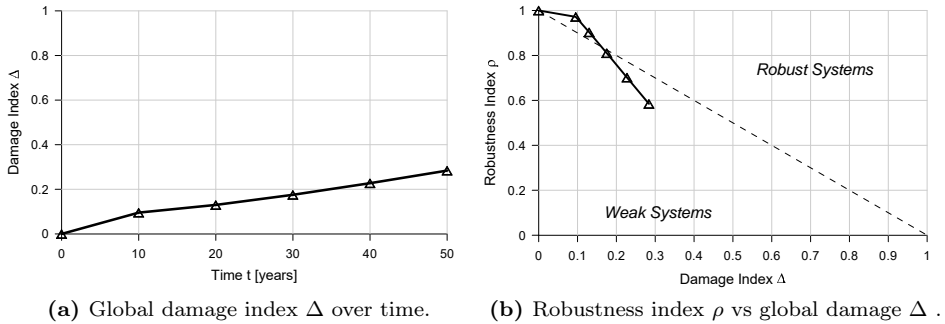 Damage Index Δ
1
0.8
0.6
0.4
0.2
0
0 10 20 30 40 50
Time t [years]
(a) Global damage index Δ over time.
Robustness Index ρ
1
0.8
0.6
0.4
0.2
0
Robust Systems
Weak Systems
0 0.1 0.2 0.3 0.4 0.5 0.6 0.7 0.8 0.9 1
Damage Index Δ
(b) Robustness index ρ vs global damage Δ .